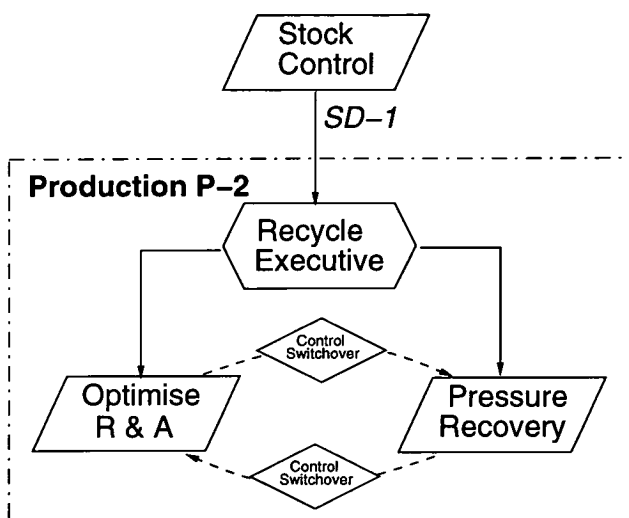 Stock
Control
SD–1
Production P–2
Recycle
Executive
Control
Switchover
Optimise
R & A
Pressure
Recovery
Control
Switchover